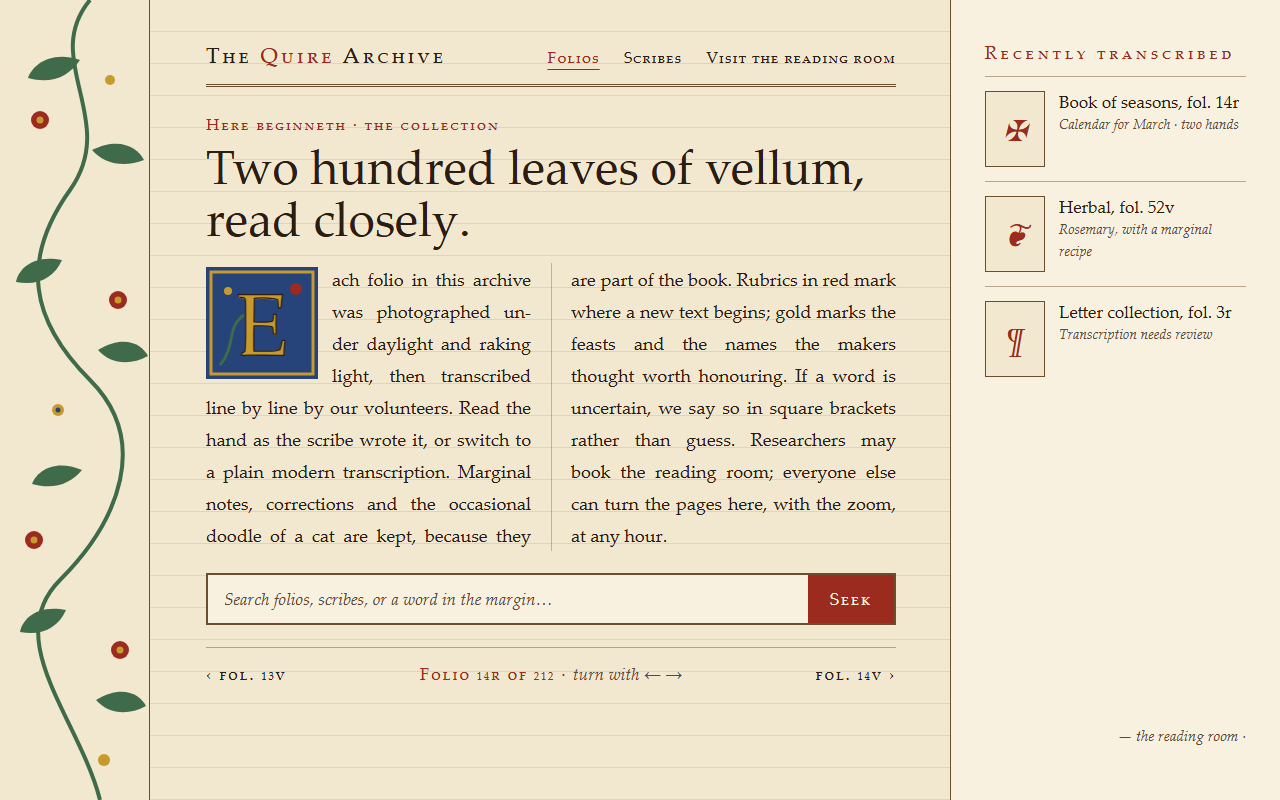 The Quire Archive
Folios Scribes Visit the reading room
Here beginneth · the collection
Two hundred leaves of vellum,
read closely.
Each folio in this archive
was photographed un-
der daylight and raking
light, then transcribed
line by line by our volunteers. Read the
hand as the scribe wrote it, or switch to
a plain modern transcription. Marginal
notes, corrections and the occasional
doodle of a cat are kept, because they
are part of the book. Rubrics in red mark
where a new text begins; gold marks the
feasts and the names the makers
thought worth honouring. If a word is
uncertain, we say so in square brackets
rather than guess. Researchers may
book the reading room; everyone else
can turn the pages here, with the zoom,
at any hour.
Search folios, scribes, or a word in the margin…
Seek
‹ fol. 13v
Folio 14r of 212 · turn with ← →
fol. 14v ›
Recently transcribed
✠
Book of seasons, fol. 14r
Calendar for March · two hands
❦
Herbal, fol. 52v
Rosemary, with a marginal
recipe
¶
Letter collection, fol. 3r
Transcription needs review
— the reading room ·